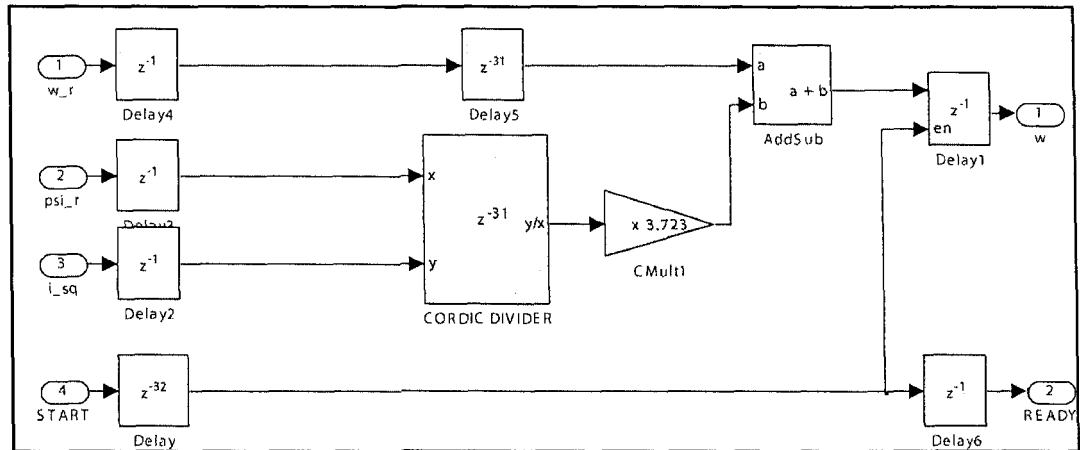 1
w_r
z-1
Delay4
z-31
Delay5
a
b
a + b
AddSub
z-1
en
Delay1
1
w
2
psi_r
z-1
Delay3
3
i_sq
z-1
Delay2
x
y
z-31
y/x
CORDIC DIVIDER
x 3.723
CMult1
4
START
z-32
Delay
z-1
Delay6
2
READY